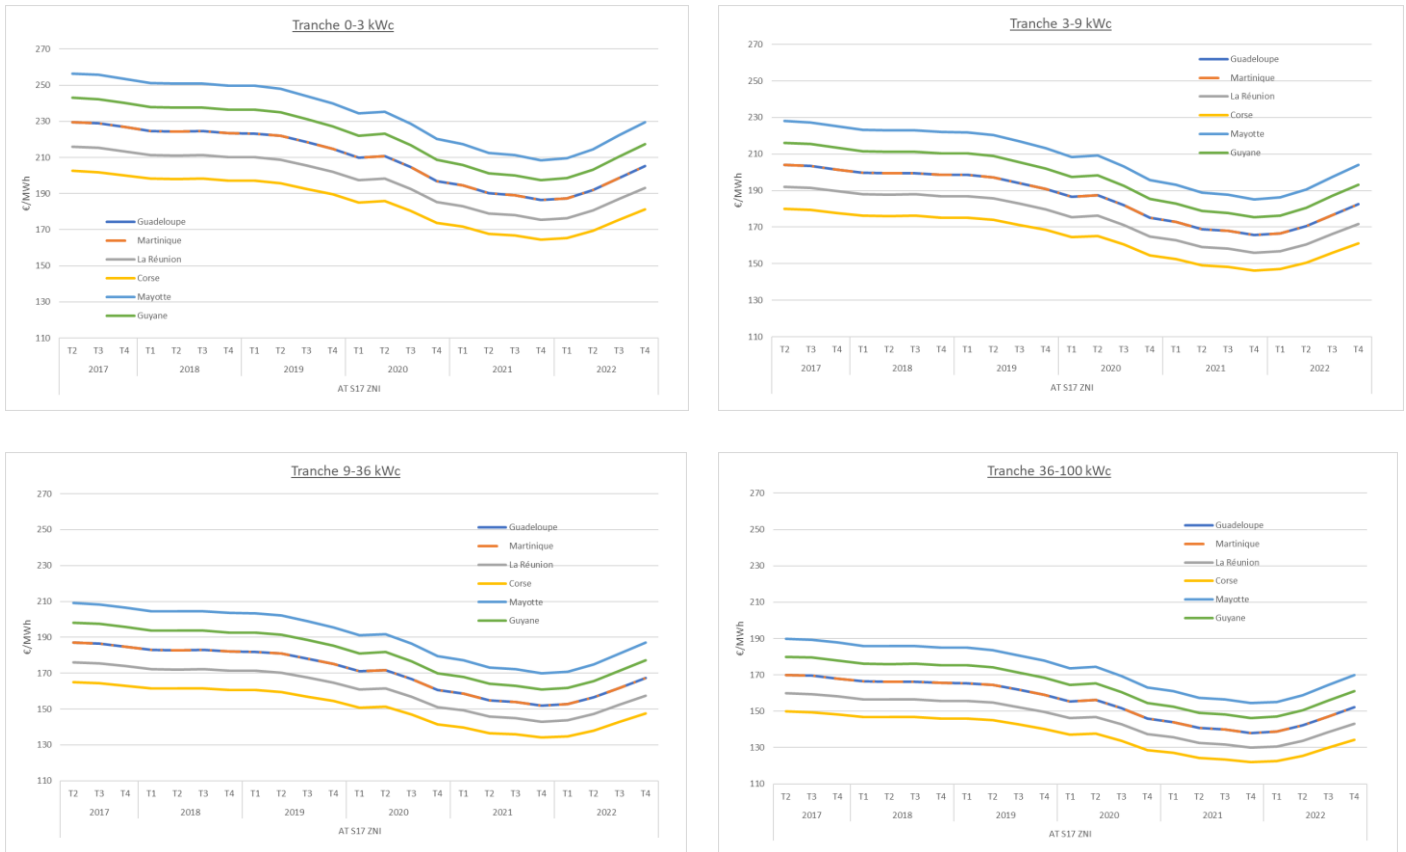 Tranche 0-3 kWc
270
250
230
210
190
170
150
130
110
€/MWh
Guadeloupe
Martinique
La Réunion
Corse
Mayotte
Guyane
T2 T3 T4 T1 T2 T3 T4 T1 T2 T3 T4 T1 T2 T3 T4 T1 T2 T3 T4 T1 T2 T3 T4
2017 2018 2019 2020 2021 2022
AT S17 ZNI
Tranche 3-9 kWc
270
250
230
210
190
170
150
130
110
€/MWh
Guadeloupe
Martinique
La Réunion
Corse
Mayotte
Guyane
T2 T3 T4 T1 T2 T3 T4 T1 T2 T3 T4 T1 T2 T3 T4 T1 T2 T3 T4 T1 T2 T3 T4
2017 2018 2019 2020 2021 2022
AT S17 ZNI
Tranche 9-36 kWc
270
250
230
210
190
170
150
130
110
€/MWh
Guadeloupe
Martinique
La Réunion
Corse
Mayotte
Guyane
T2 T3 T4 T1 T2 T3 T4 T1 T2 T3 T4 T1 T2 T3 T4 T1 T2 T3 T4 T1 T2 T3 T4
2017 2018 2019 2020 2021 2022
AT S17 ZNI
Tranche 36-100 kWc
270
250
230
210
190
170
150
130
110
€/MWh
Guadeloupe
Martinique
La Réunion
Corse
Mayotte
Guyane
T2 T3 T4 T1 T2 T3 T4 T1 T2 T3 T4 T1 T2 T3 T4 T1 T2 T3 T4 T1 T2 T3 T4
2017 2018 2019 2020 2021 2022
AT S17 ZNI